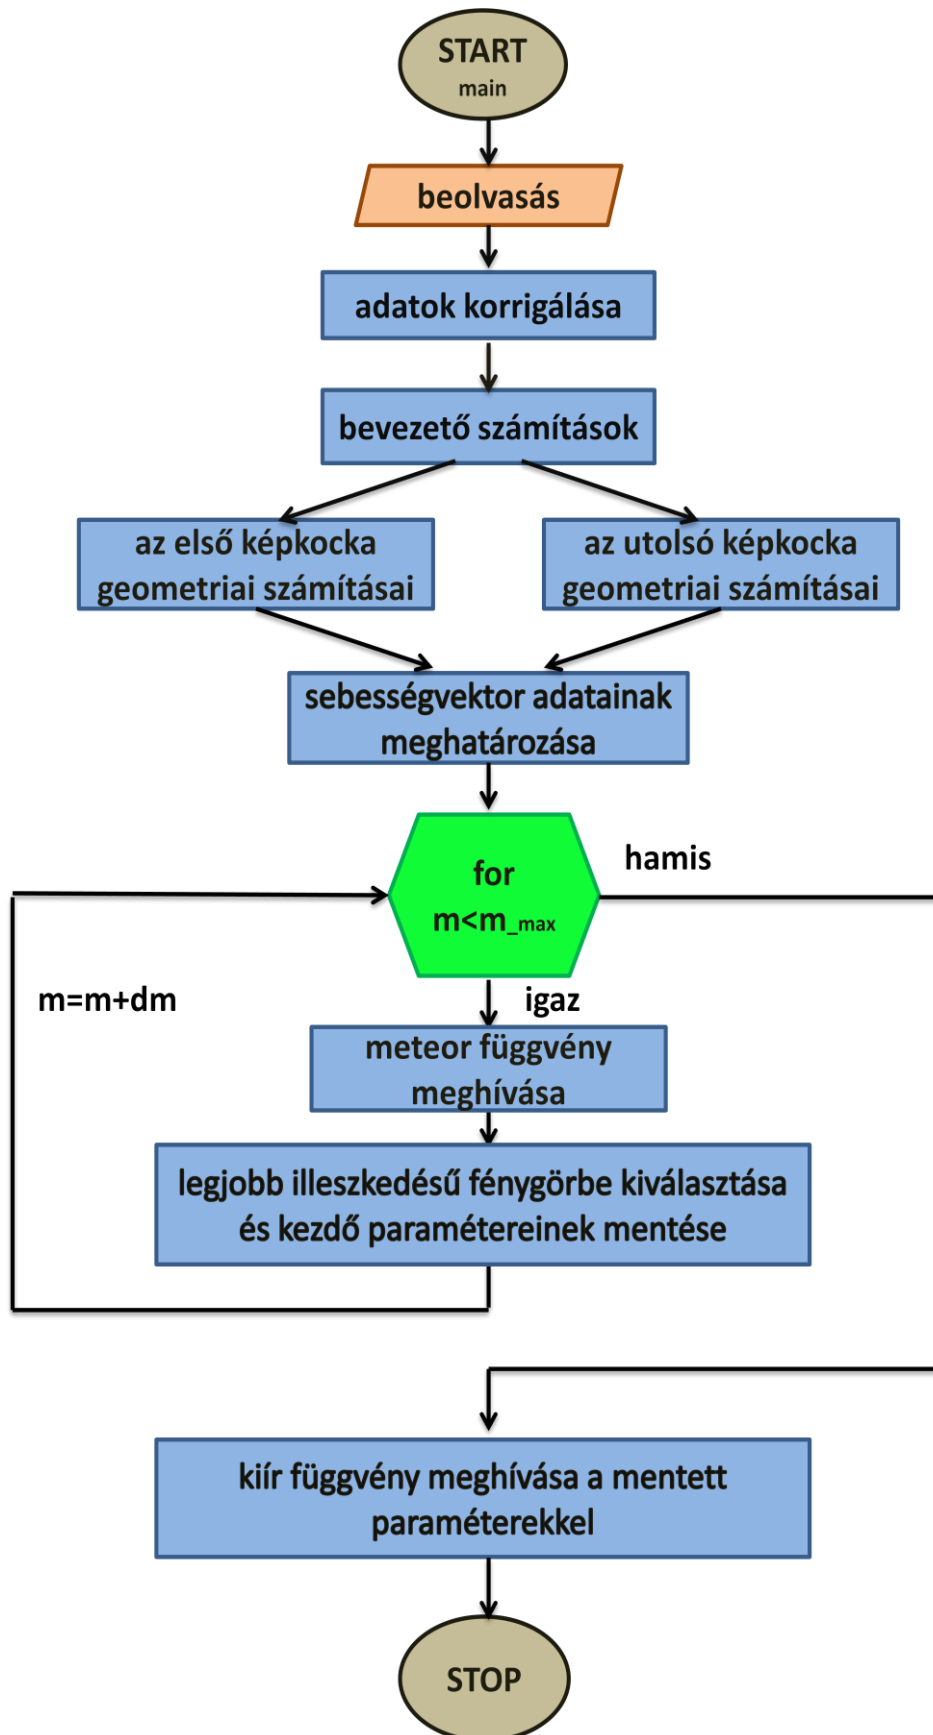 START
main
beolvasás
adatok korrigálása
bevezető számítások
az első képkocka
geometriai számításai
az utolsó képkocka
geometriai számításai
sebességvektor adatainak
meghatározása
for
m<m_max
hamis
m=m+dm
igaz
meteor függvény
meghívása
legjobb illeszkedésű fénygörbe kiválasztása
és kezdő paramétereinek mentése
kiír függvény meghívása a mentett
paraméterekkel
STOP